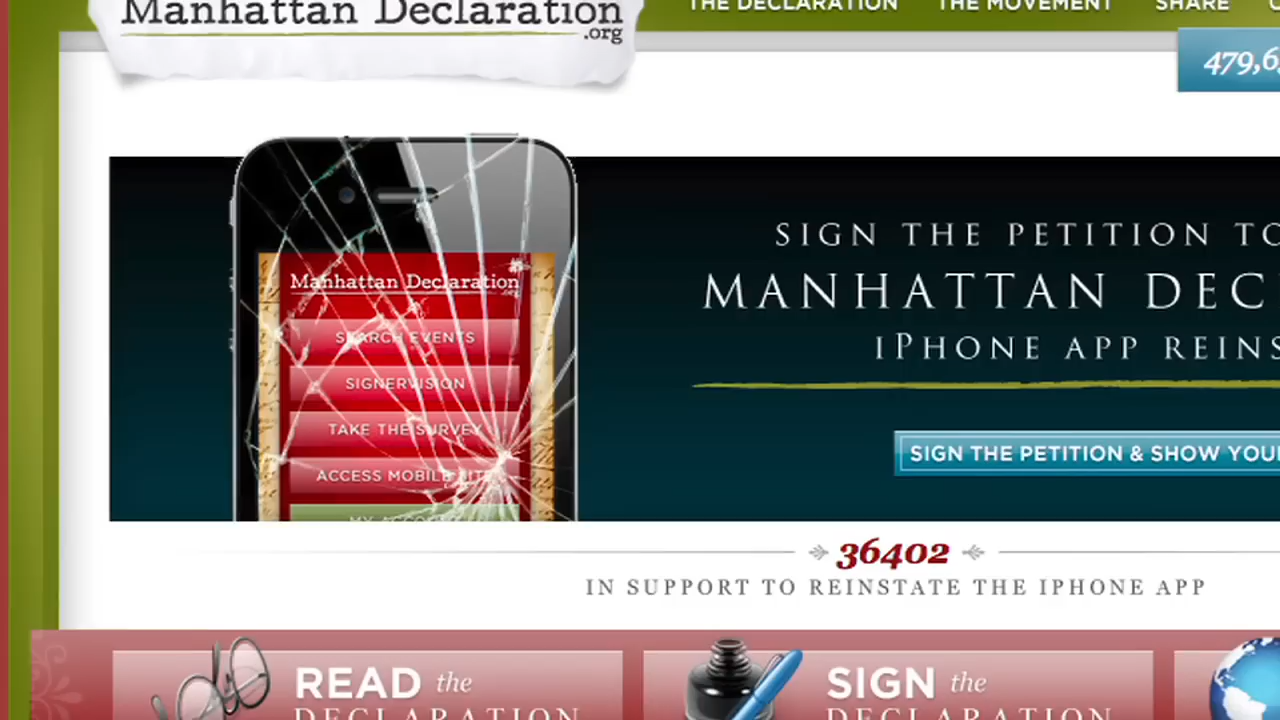 Manhattan Declaration
.org
THE DECLARATION THE MOVEMENT SHARE
479,6
SIGN THE PETITION TO
MANHATTAN DEC
IPHONE APP REINS
SIGN THE PETITION & SHOW YOU
Manhattan Declaration
SEARCH EVENTS
SIGNERVISION
TAKE THE SURVEY
ACCESS MOBILE SITE
MY ACCOUNT
36402
IN SUPPORT TO REINSTATE THE IPHONE APP
READ the
DECLARATION
SIGN the
DECLARATION